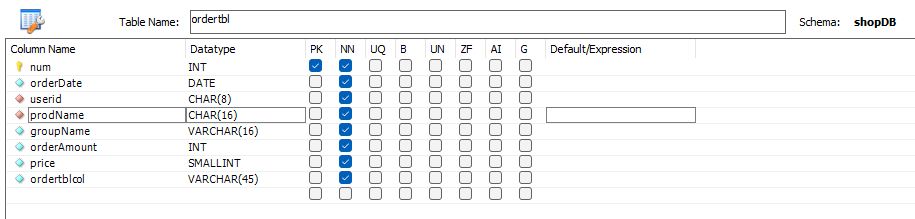 Table Name: ordertbl Schema: shopDB
Column Name Datatype PK NN UQ B UN ZF AI G Default/Expression
num INT
orderDate DATE
userid CHAR(8)
prodName CHAR(16)
groupName VARCHAR(16)
orderAmount INT
price SMALLINT
ordertblcol VARCHAR(45)